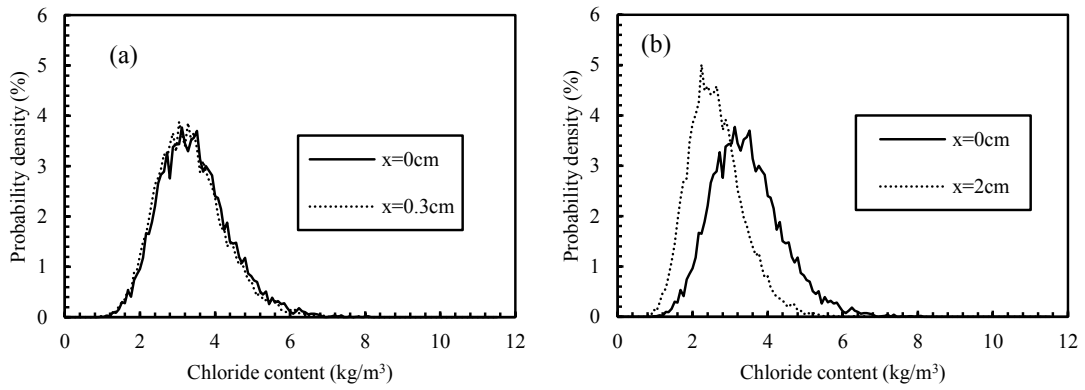 (a)
Probability density (%)
6
5
4
3
2
1
0
x=0cm
x=0.3cm
0 2 4 6 8 10 12
Chloride content (kg/m³)
(b)
Probability density (%)
6
5
4
3
2
1
0
x=0cm
x=2cm
0 2 4 6 8 10 12
Chloride content (kg/m³)